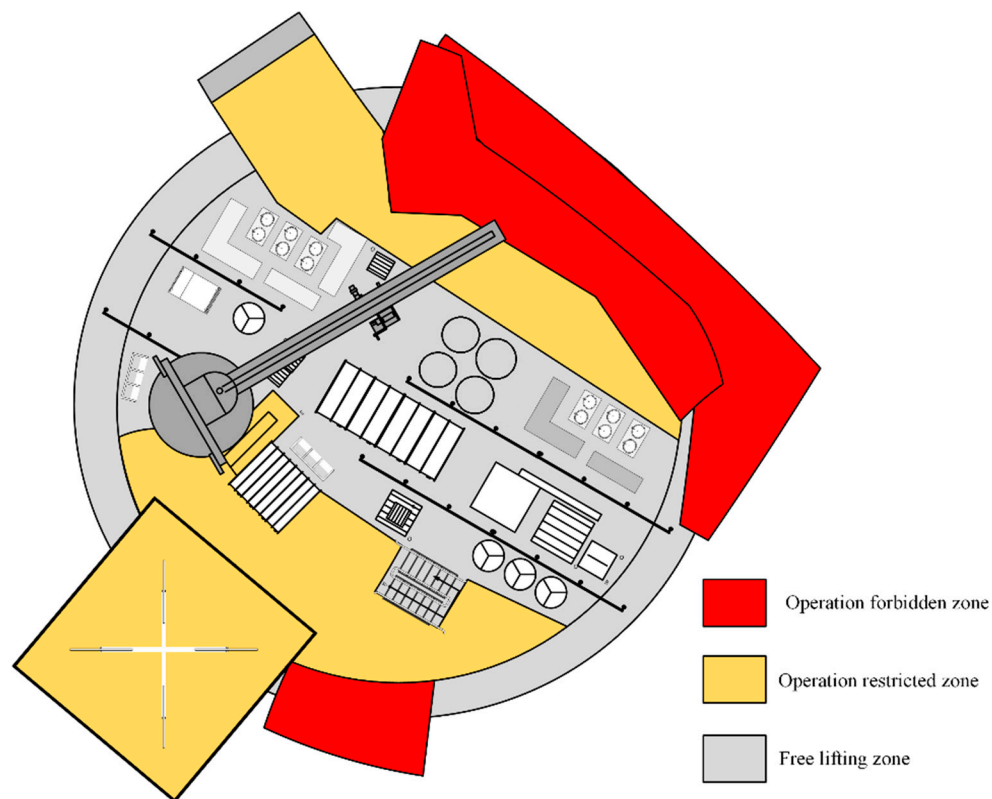 Operation forbidden zone
Operation restricted zone
Free lifting zone